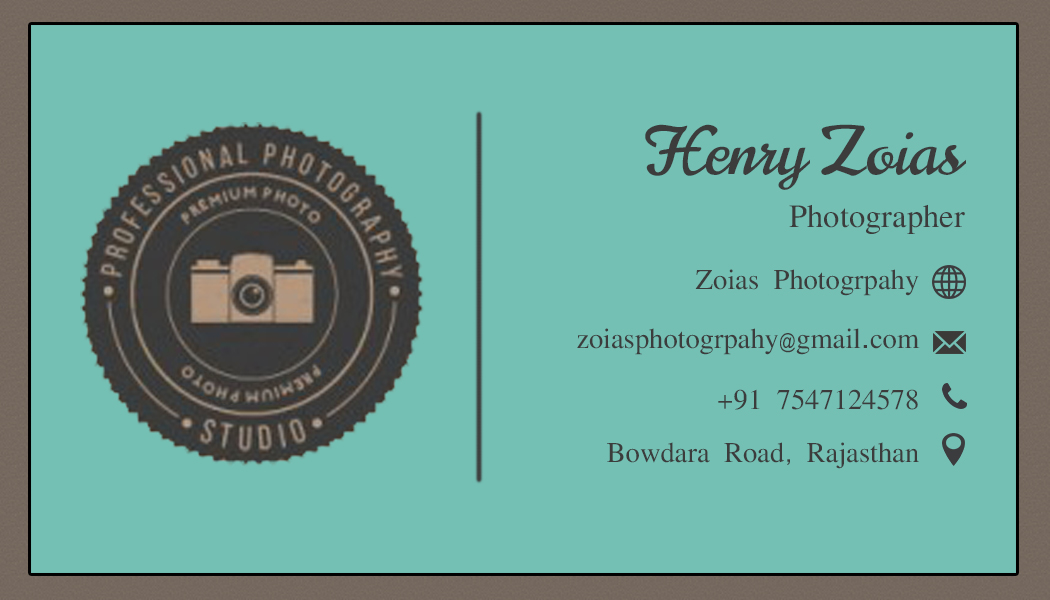 PROFESSIONAL PHOTOGRAPHY
PREMIUM PHOTO
PREMIUM PHOTO
• STUDIO •
Henry Zoias
Photographer
Zoias Photogrpahy
zoiasphotogrpahy@gmail.com
+91 7547124578
Bowdara Road, Rajasthan